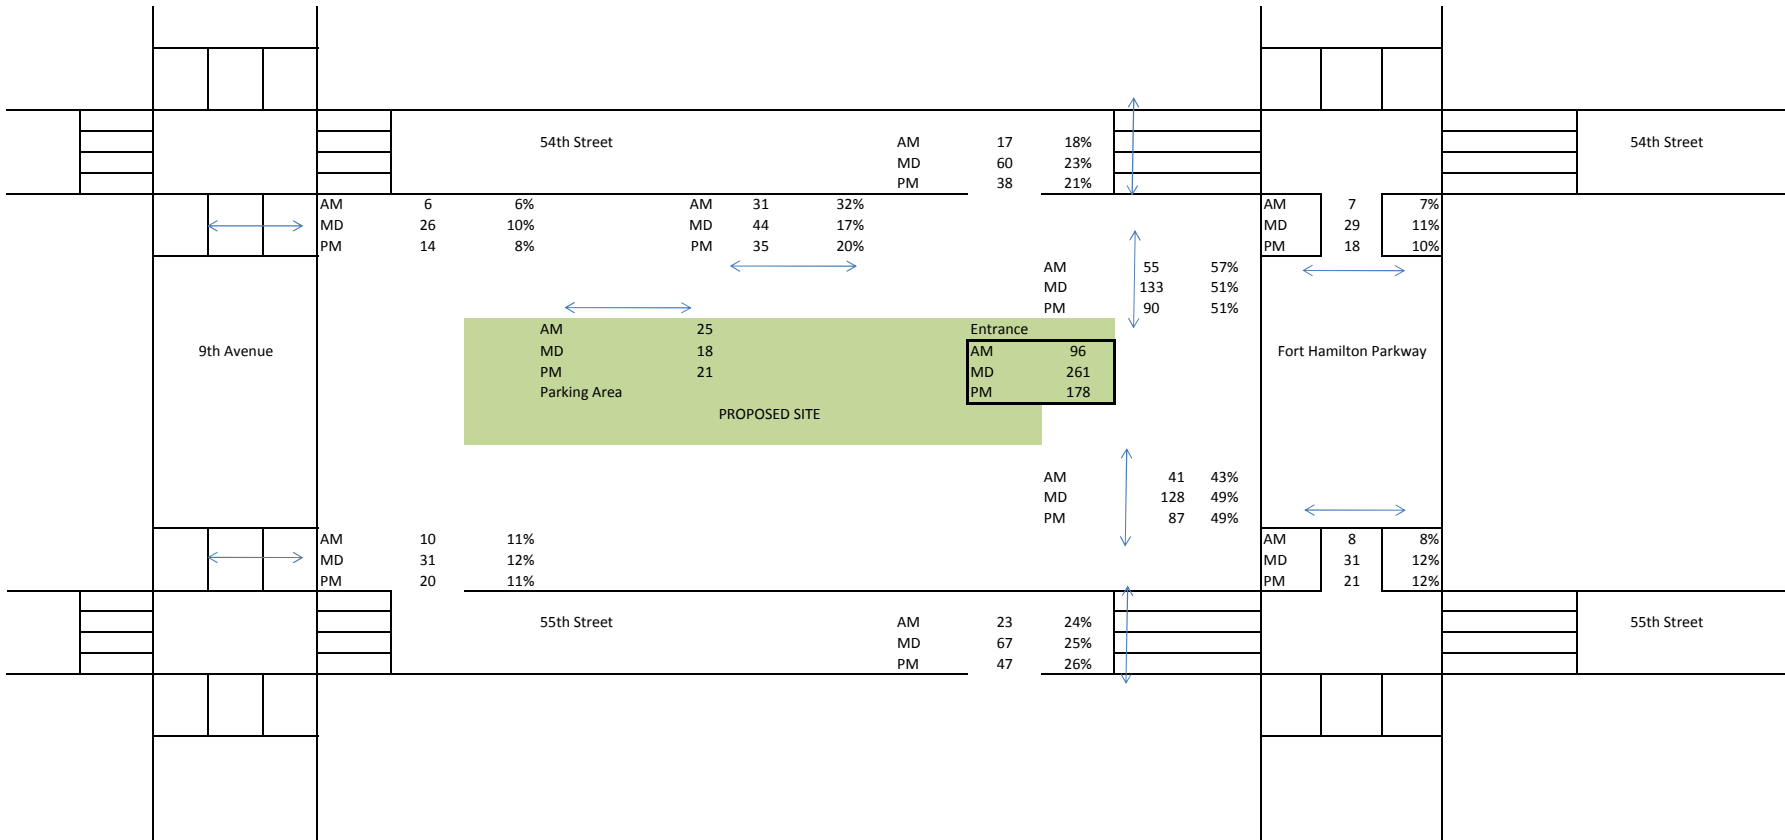 54th Street
AM 17 18%
MD 60 23%
PM 38 21%
54th Street
AM 6 6%
MD 26 10%
PM 14 8%
AM 31 32%
MD 44 17%
PM 35 20%
AM 7 7%
MD 29 11%
PM 18 10%
AM 55 57%
MD 133 51%
PM 90 51%
9th Avenue
AM 25
MD 18
PM 21
Parking Area
PROPOSED SITE
Entrance
AM 96
MD 261
PM 178
Fort Hamilton Parkway
AM 41 43%
MD 128 49%
PM 87 49%
AM 10 11%
MD 31 12%
PM 20 11%
AM 8 8%
MD 31 12%
PM 21 12%
55th Street
AM 23 24%
MD 67 25%
PM 47 26%
55th Street